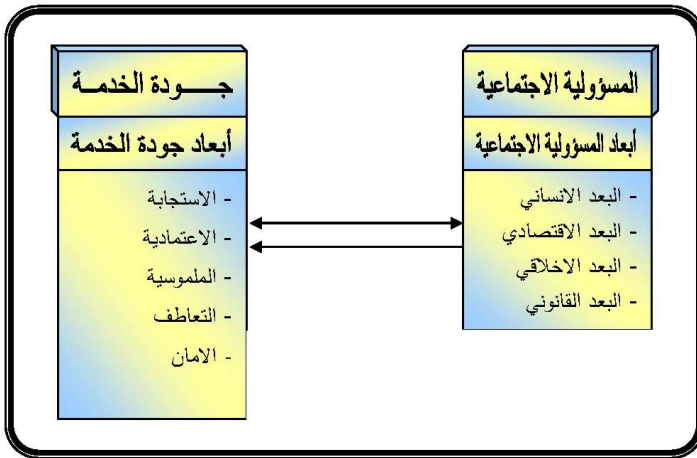 المسؤولية الاجتماعية
أبعاد المسؤولية الاجتماعية
- البعد الانساني
- البعد الاقتصادي
- البعد الاخلاقي
- البعد القانوني
جـــــودة الخدمــة
أبعاد جودة الخدمة
- الاستجابة
- الاعتمادية
- الملموسية
- التعاطف
- الامان